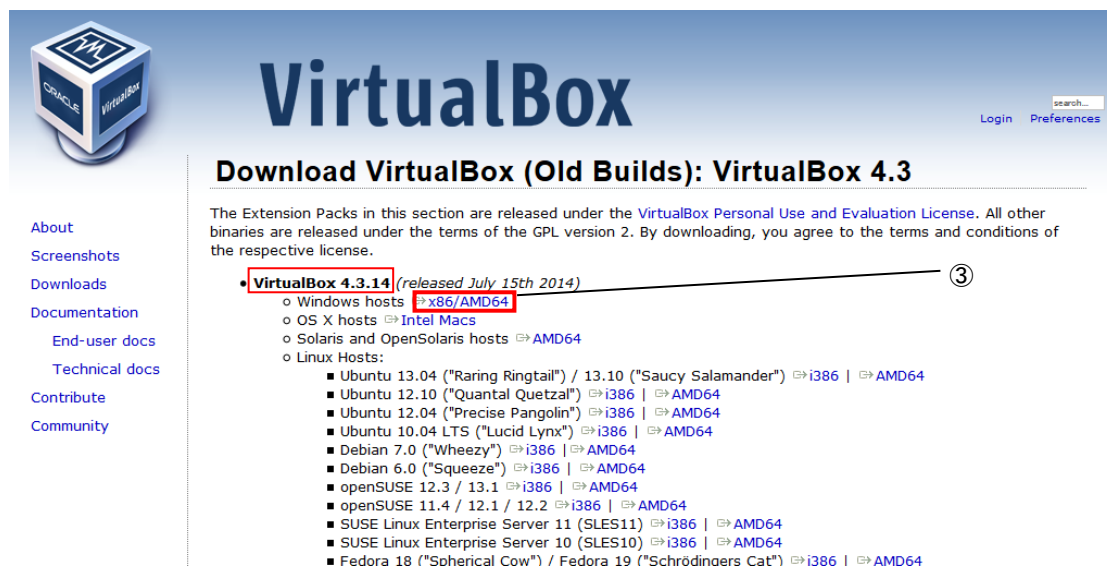 ORACLE
VirtualBox
VirtualBox
search...
Login Preferences
Download VirtualBox (Old Builds): VirtualBox 4.3
About
Screenshots
Downloads
Documentation
End-user docs
Technical docs
Contribute
Community
The Extension Packs in this section are released under the VirtualBox Personal Use and Evaluation License. All other
binaries are released under the terms of the GPL version 2. By downloading, you agree to the terms and conditions of
the respective license.
• VirtualBox 4.3.14 (released July 15th 2014)
③
Windows hosts x86/AMD64
OS X hosts Intel Macs
Solaris and OpenSolaris hosts AMD64
Linux Hosts:
Ubuntu 13.04 ("Raring Ringtail") / 13.10 ("Saucy Salamander") i386 | AMD64
Ubuntu 12.10 ("Quantal Quetzal") i386 | AMD64
Ubuntu 12.04 ("Precise Pangolin") i386 | AMD64
Ubuntu 10.04 LTS ("Lucid Lynx") i386 | AMD64
Debian 7.0 ("Wheezy") i386 | AMD64
Debian 6.0 ("Squeeze") i386 | AMD64
openSUSE 12.3 / 13.1 i386 | AMD64
openSUSE 11.4 / 12.1 / 12.2 i386 | AMD64
SUSE Linux Enterprise Server 11 (SLES11) i386 | AMD64
SUSE Linux Enterprise Server 10 (SLES10) i386 | AMD64
Fedora 18 ("Spherical Cow") / Fedora 19 ("Schrödingers Cat") i386 | AMD64